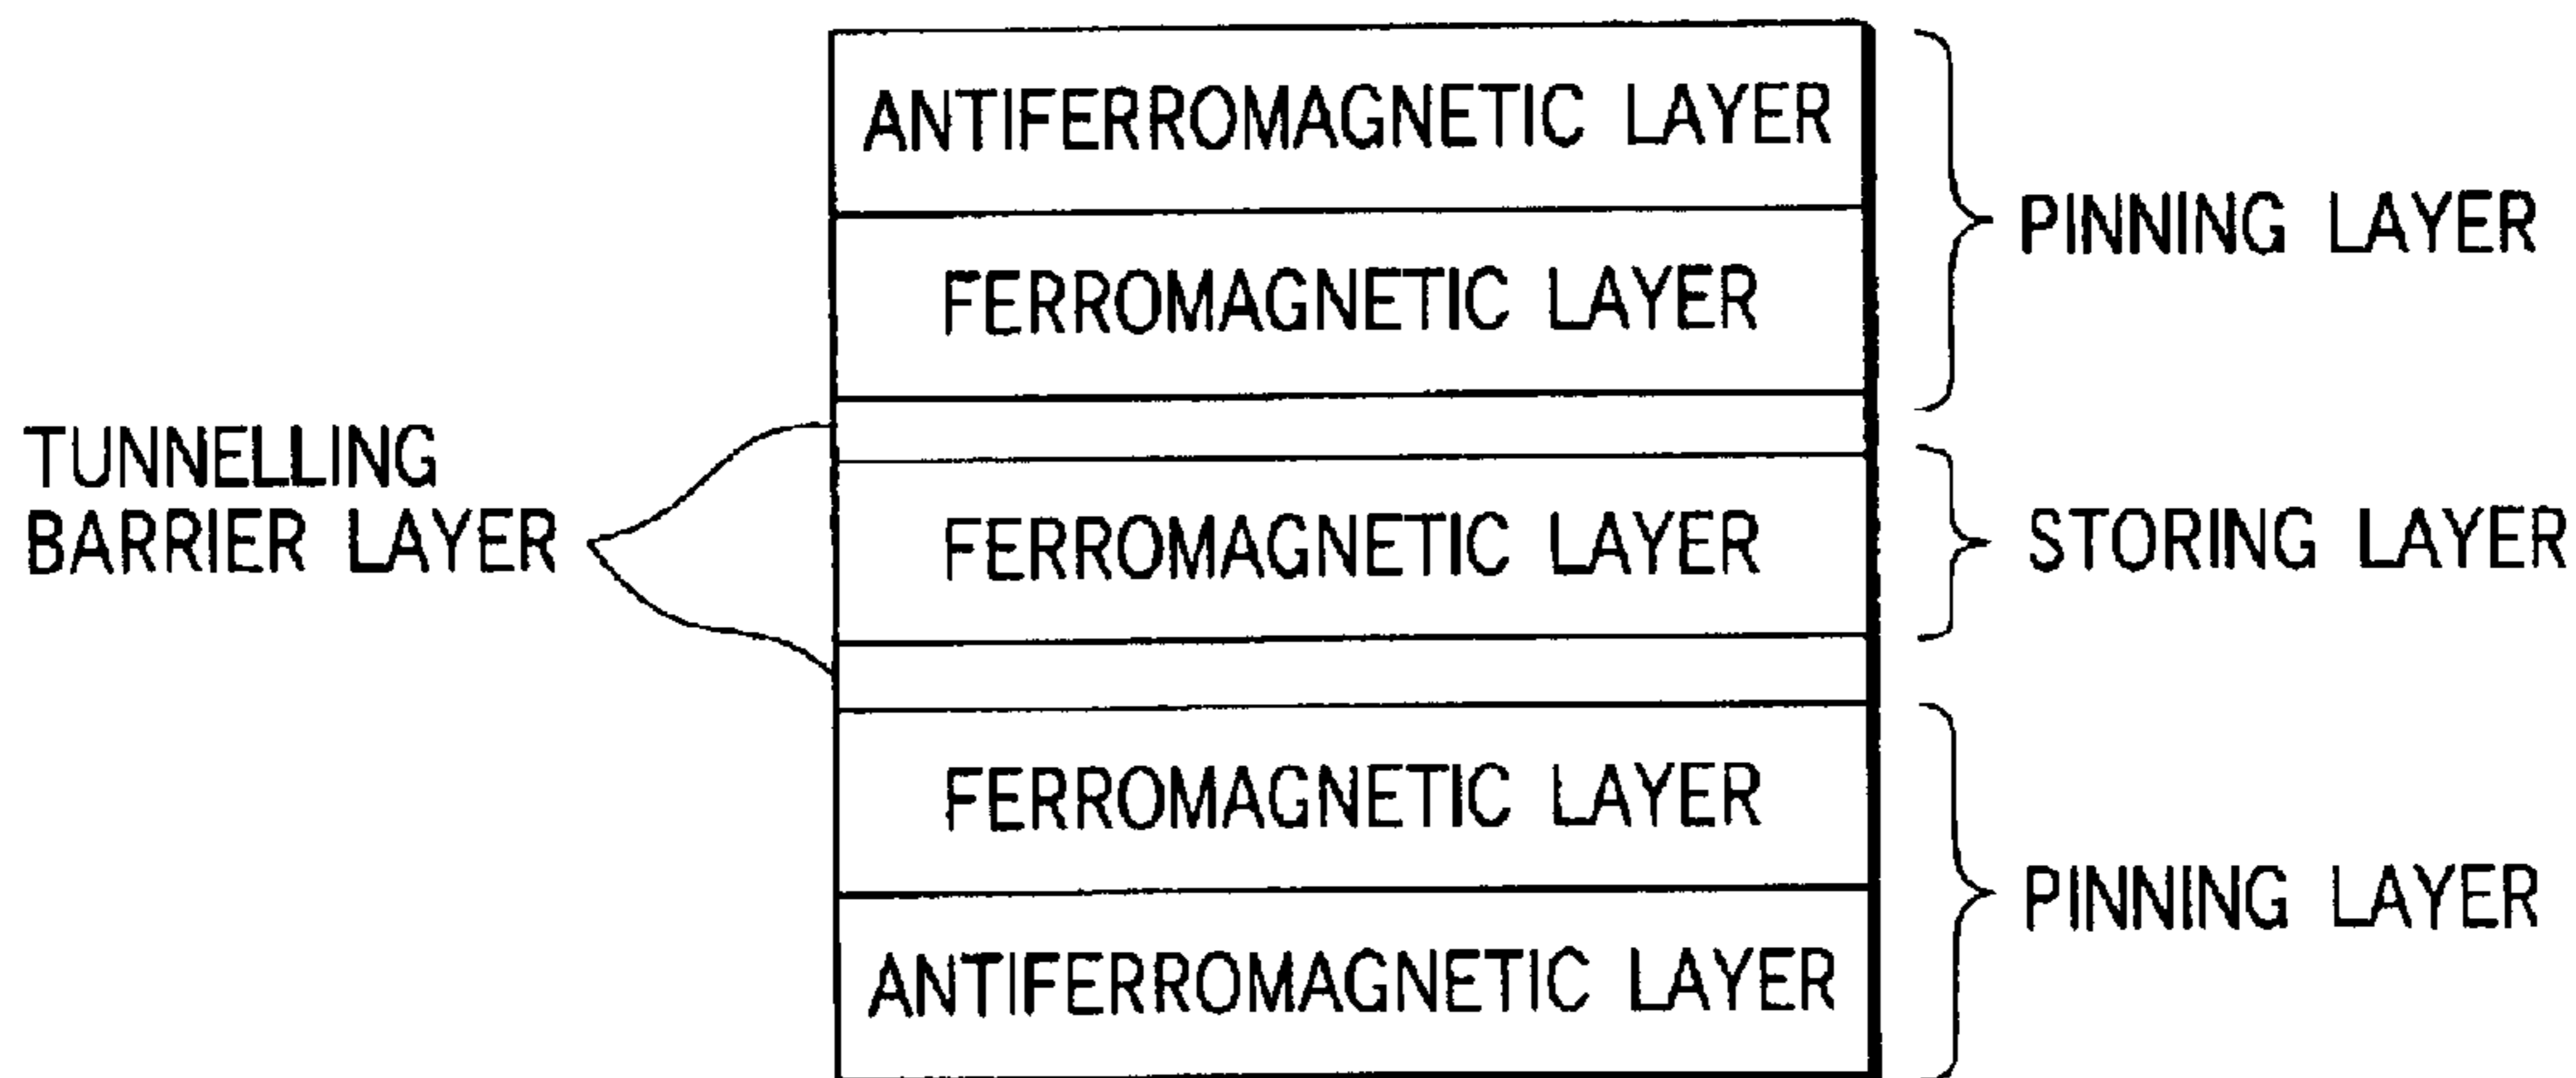 ANTIFERROMAGNETIC LAYER
FERROMAGNETIC LAYER
PINNING LAYER
TUNNELLING
BARRIER LAYER
FERROMAGNETIC LAYER
STORING LAYER
FERROMAGNETIC LAYER
PINNING LAYER
ANTIFERROMAGNETIC LAYER